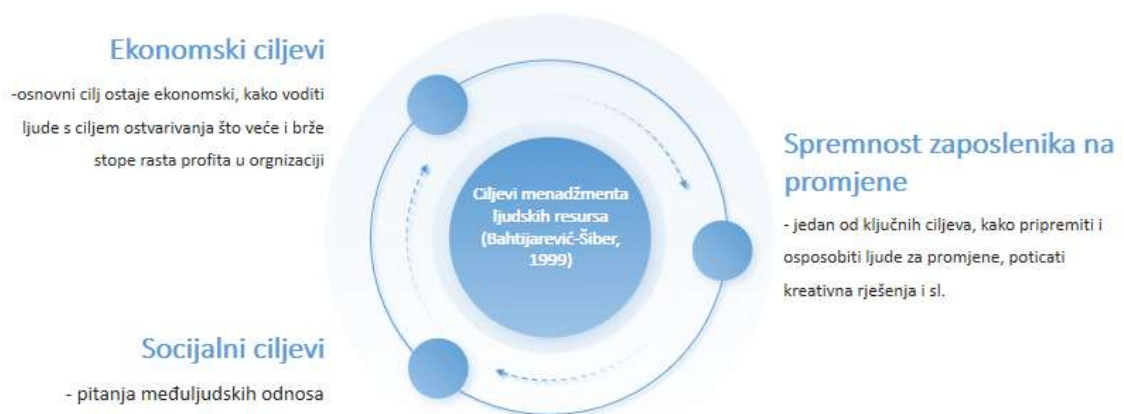 Ekonomski ciljevi
-osnovni cilj ostaje ekonomski, kako voditi
ljude s ciljem ostvarivanja što veće i brže
stope rasta profita u orgnizaciji
Ciljevi menadžmenta
ljudskih resursa
(Bahtijarević-Šiber,
1999)
Spremnost zaposlenika na
promjene
- jedan od ključnih ciljeva, kako pripremiti i
osposobiti ljude za promjene, poticati
kreativna rješenja i sl.
Socijalni ciljevi
- pitanja međuljudskih odnosa